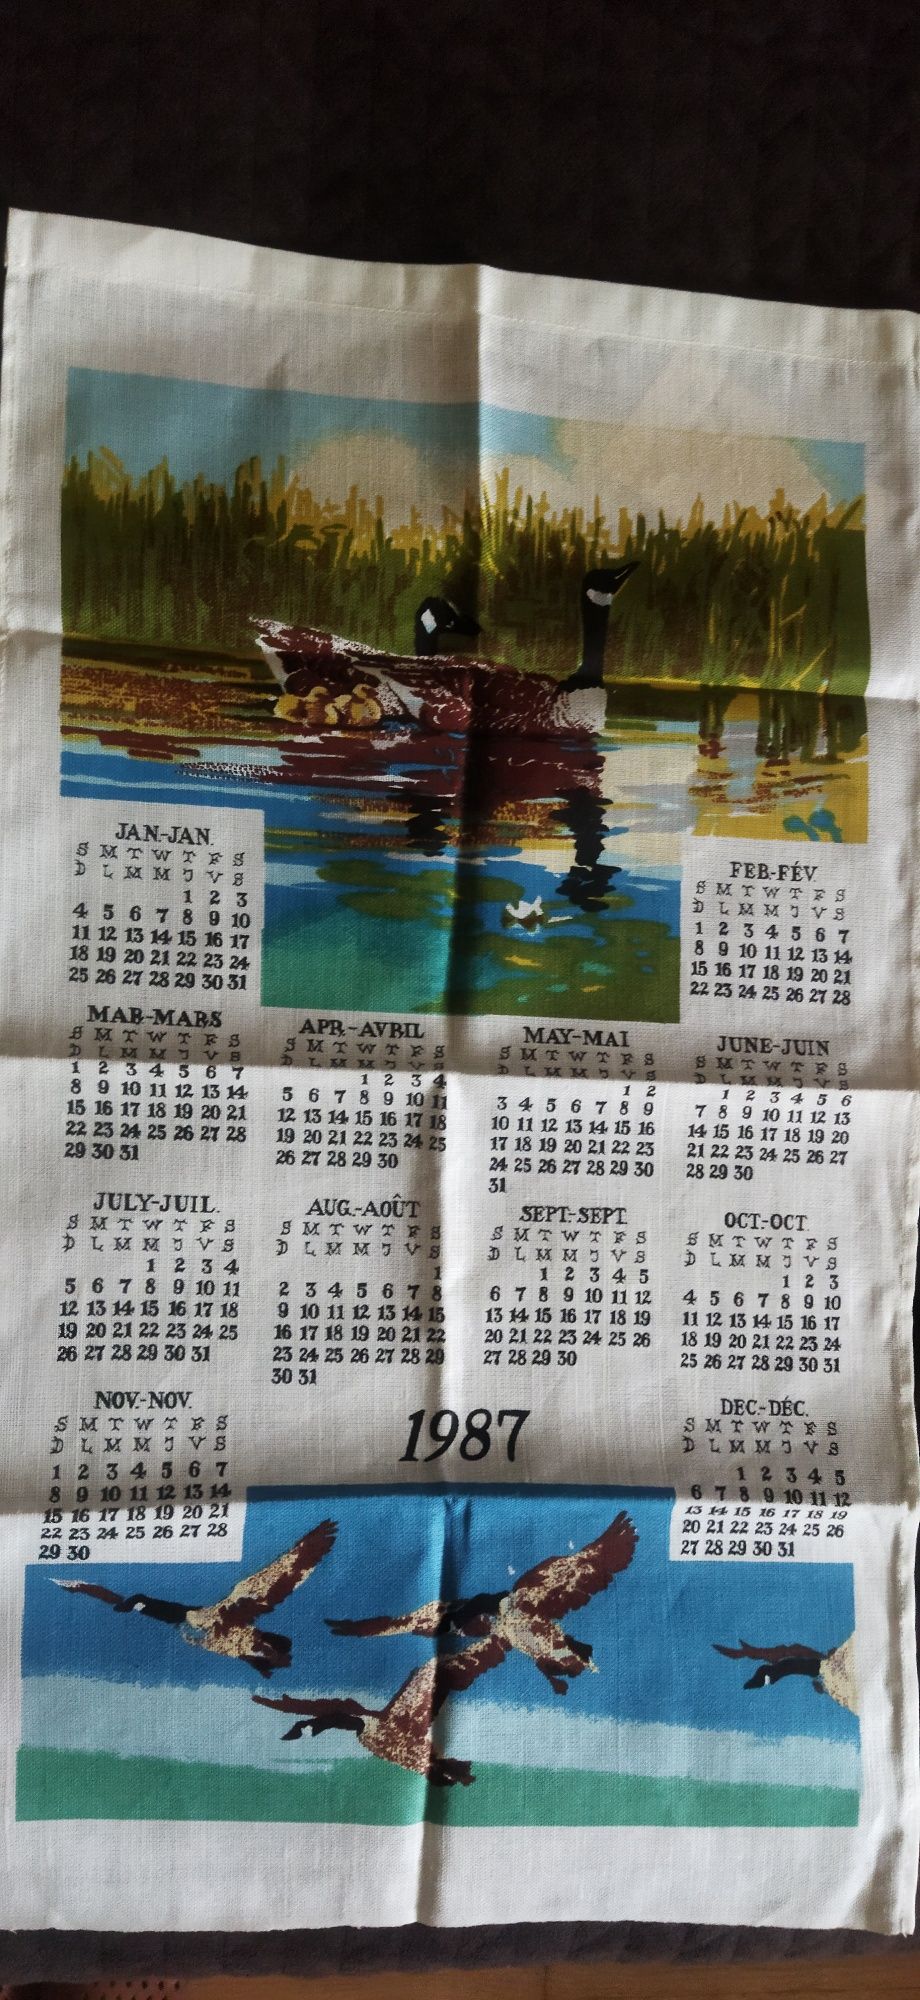 JAN.-JAN.
S M T W T F S
D L M M J V S
1 2 3
4 5 6 7 8 9 10
11 12 13 14 15 16 17
18 19 20 21 22 23 24
25 26 27 28 29 30 31
FEB.-FÉV.
S M T W T F S
D L M M J V S
1 2 3 4 5 6 7
8 9 10 11 12 13 14
15 16 17 18 19 20 21
22 23 24 25 26 27 28
MAR.-MARS
S M T W T F S
D L M M J V S
1 2 3 4 5 6 7
8 9 10 11 12 13 14
15 16 17 18 19 20 21
22 23 24 25 26 27 28
29 30 31
APR.-AVRIL
S M T W T F S
D L M M J V S
1 2 3 4
5 6 7 8 9 10 11
12 13 14 15 16 17 18
19 20 21 22 23 24 25
26 27 28 29 30
MAY-MAI
S M T W T F S
D L M M J V S
1 2
3 4 5 6 7 8 9
10 11 12 13 14 15 16
17 18 19 20 21 22 23
24 25 26 27 28 29 30
31
JUNE-JUIN
S M T W T F S
D L M M J V S
1 2 3 4 5 6
7 8 9 10 11 12 13
14 15 16 17 18 19 20
21 22 23 24 25 26 27
28 29 30
JULY-JUIL.
S M T W T F S
D L M M J V S
1 2 3 4
5 6 7 8 9 10 11
12 13 14 15 16 17 18
19 20 21 22 23 24 25
26 27 28 29 30 31
AUG.-AOÛT
S M T W T F S
D L M M J V S
1
2 3 4 5 6 7 8
9 10 11 12 13 14 15
16 17 18 19 20 21 22
23 24 25 26 27 28 29
30 31
SEPT.-SEPT.
S M T W T F S
D L M M J V S
1 2 3 4 5
6 7 8 9 10 11 12
13 14 15 16 17 18 19
20 21 22 23 24 25 26
27 28 29 30
OCT.-OCT.
S M T W T F S
D L M M J V S
1 2 3
4 5 6 7 8 9 10
11 12 13 14 15 16 17
18 19 20 21 22 23 24
25 26 27 28 29 30 31
NOV.-NOV.
S M T W T F S
D L M M J V S
1 2 3 4 5 6 7
8 9 10 11 12 13 14
15 16 17 18 19 20 21
22 23 24 25 26 27 28
29 30
1987
DEC.-DÉC.
S M T W T F S
D L M M J V S
1 2 3 4 5
6 7 8 9 10 11 12
13 14 15 16 17 18 19
20 21 22 23 24 25 26
27 28 29 30 31